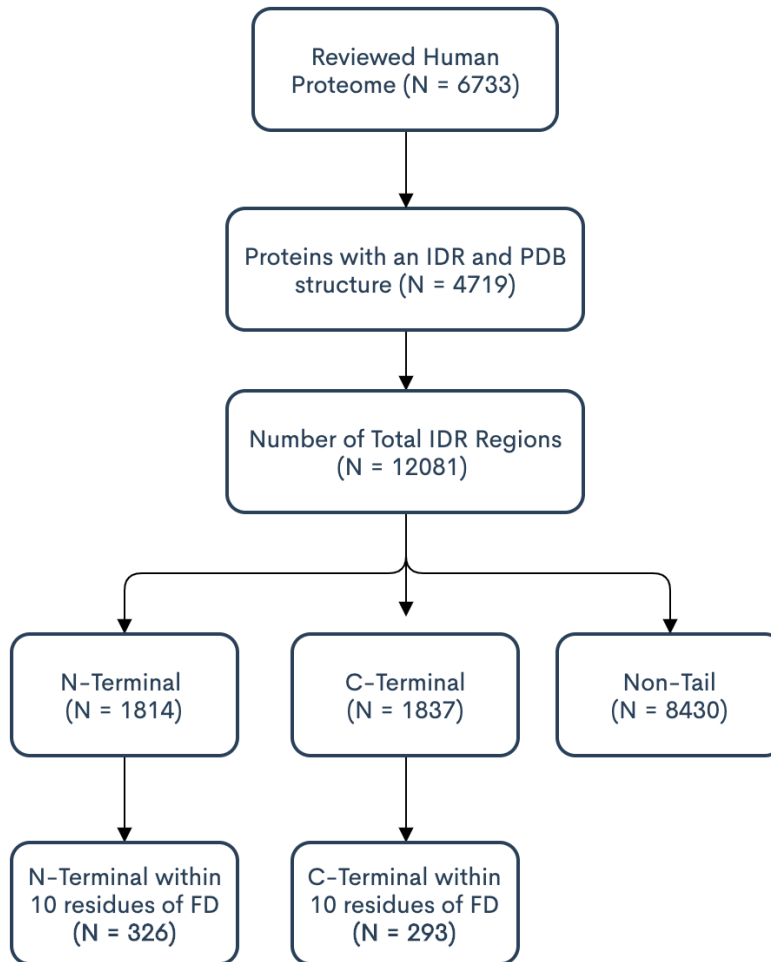 Reviewed Human
Proteome (N = 6733)
Proteins with an IDR and PDB
structure (N = 4719)
Number of Total IDR Regions
(N = 12081)
N-Terminal
(N = 1814)
C-Terminal
(N = 1837)
Non-Tail
(N = 8430)
N-Terminal within
10 residues of FD
(N = 326)
C-Terminal within
10 residues of FD
(N = 293)